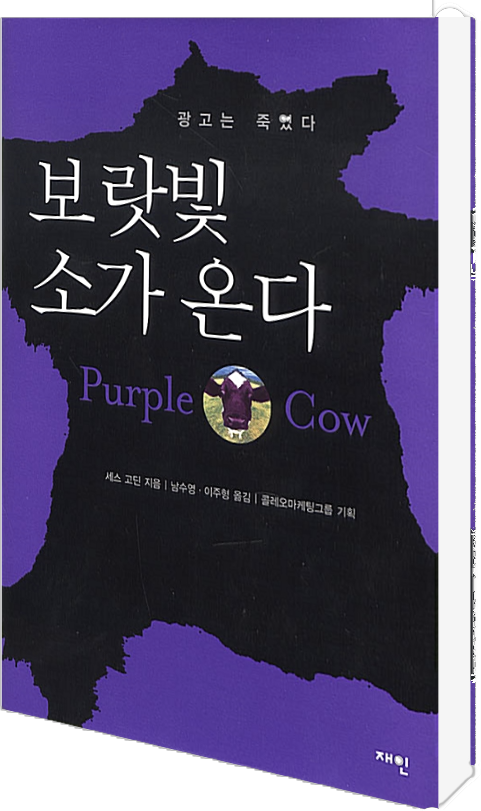 광고는 죽었다
보랏빛
소가 온다
Purple Cow
세스 고딘 지음 | 남수영 · 이주형 옮김 | 콜레오마케팅그룹 기획
재인